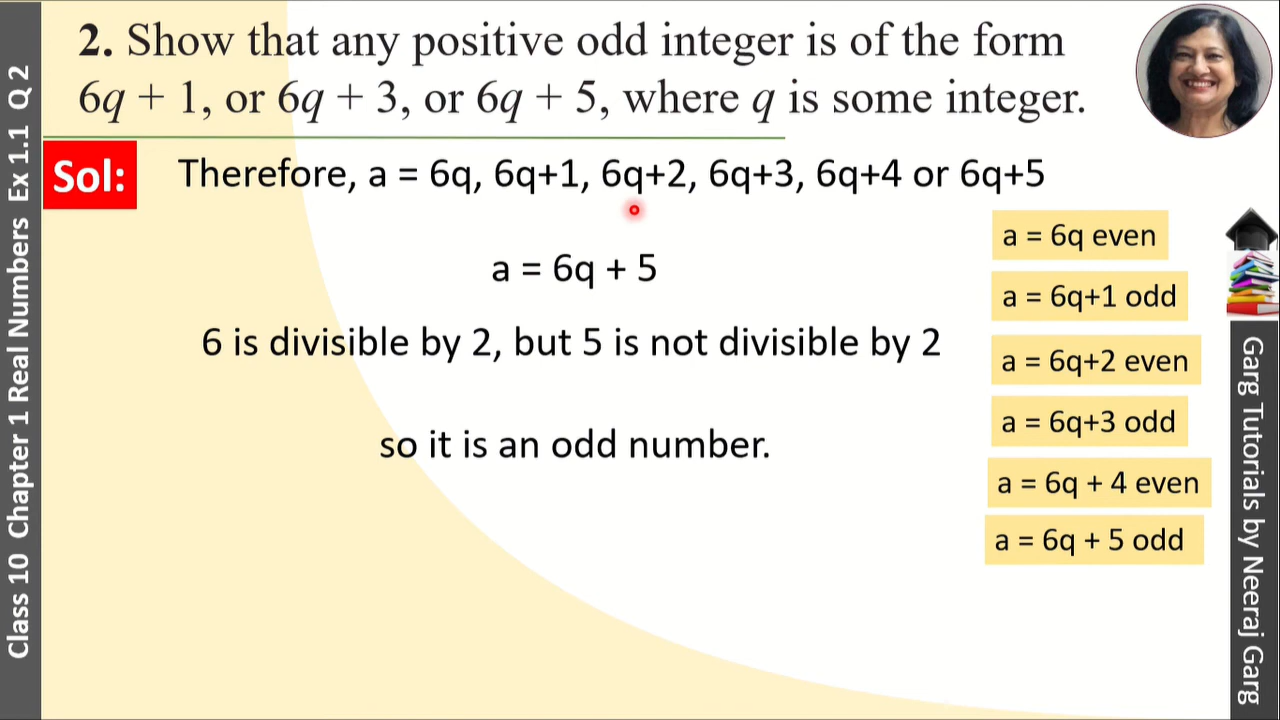 2. Show that any positive odd integer is of the form
6q + 1, or 6q + 3, or 6q + 5, where q is some integer.
Sol:
Therefore, a = 6q, 6q+1, 6q+2, 6q+3, 6q+4 or 6q+5
a = 6q + 5
6 is divisible by 2, but 5 is not divisible by 2
so it is an odd number.
a = 6q even
a = 6q+1 odd
a = 6q+2 even
a = 6q+3 odd
a = 6q + 4 even
a = 6q + 5 odd
Class 10 Chapter 1 Real Numbers Ex 1.1 Q 2
Garg Tutorials by Neeraj Garg